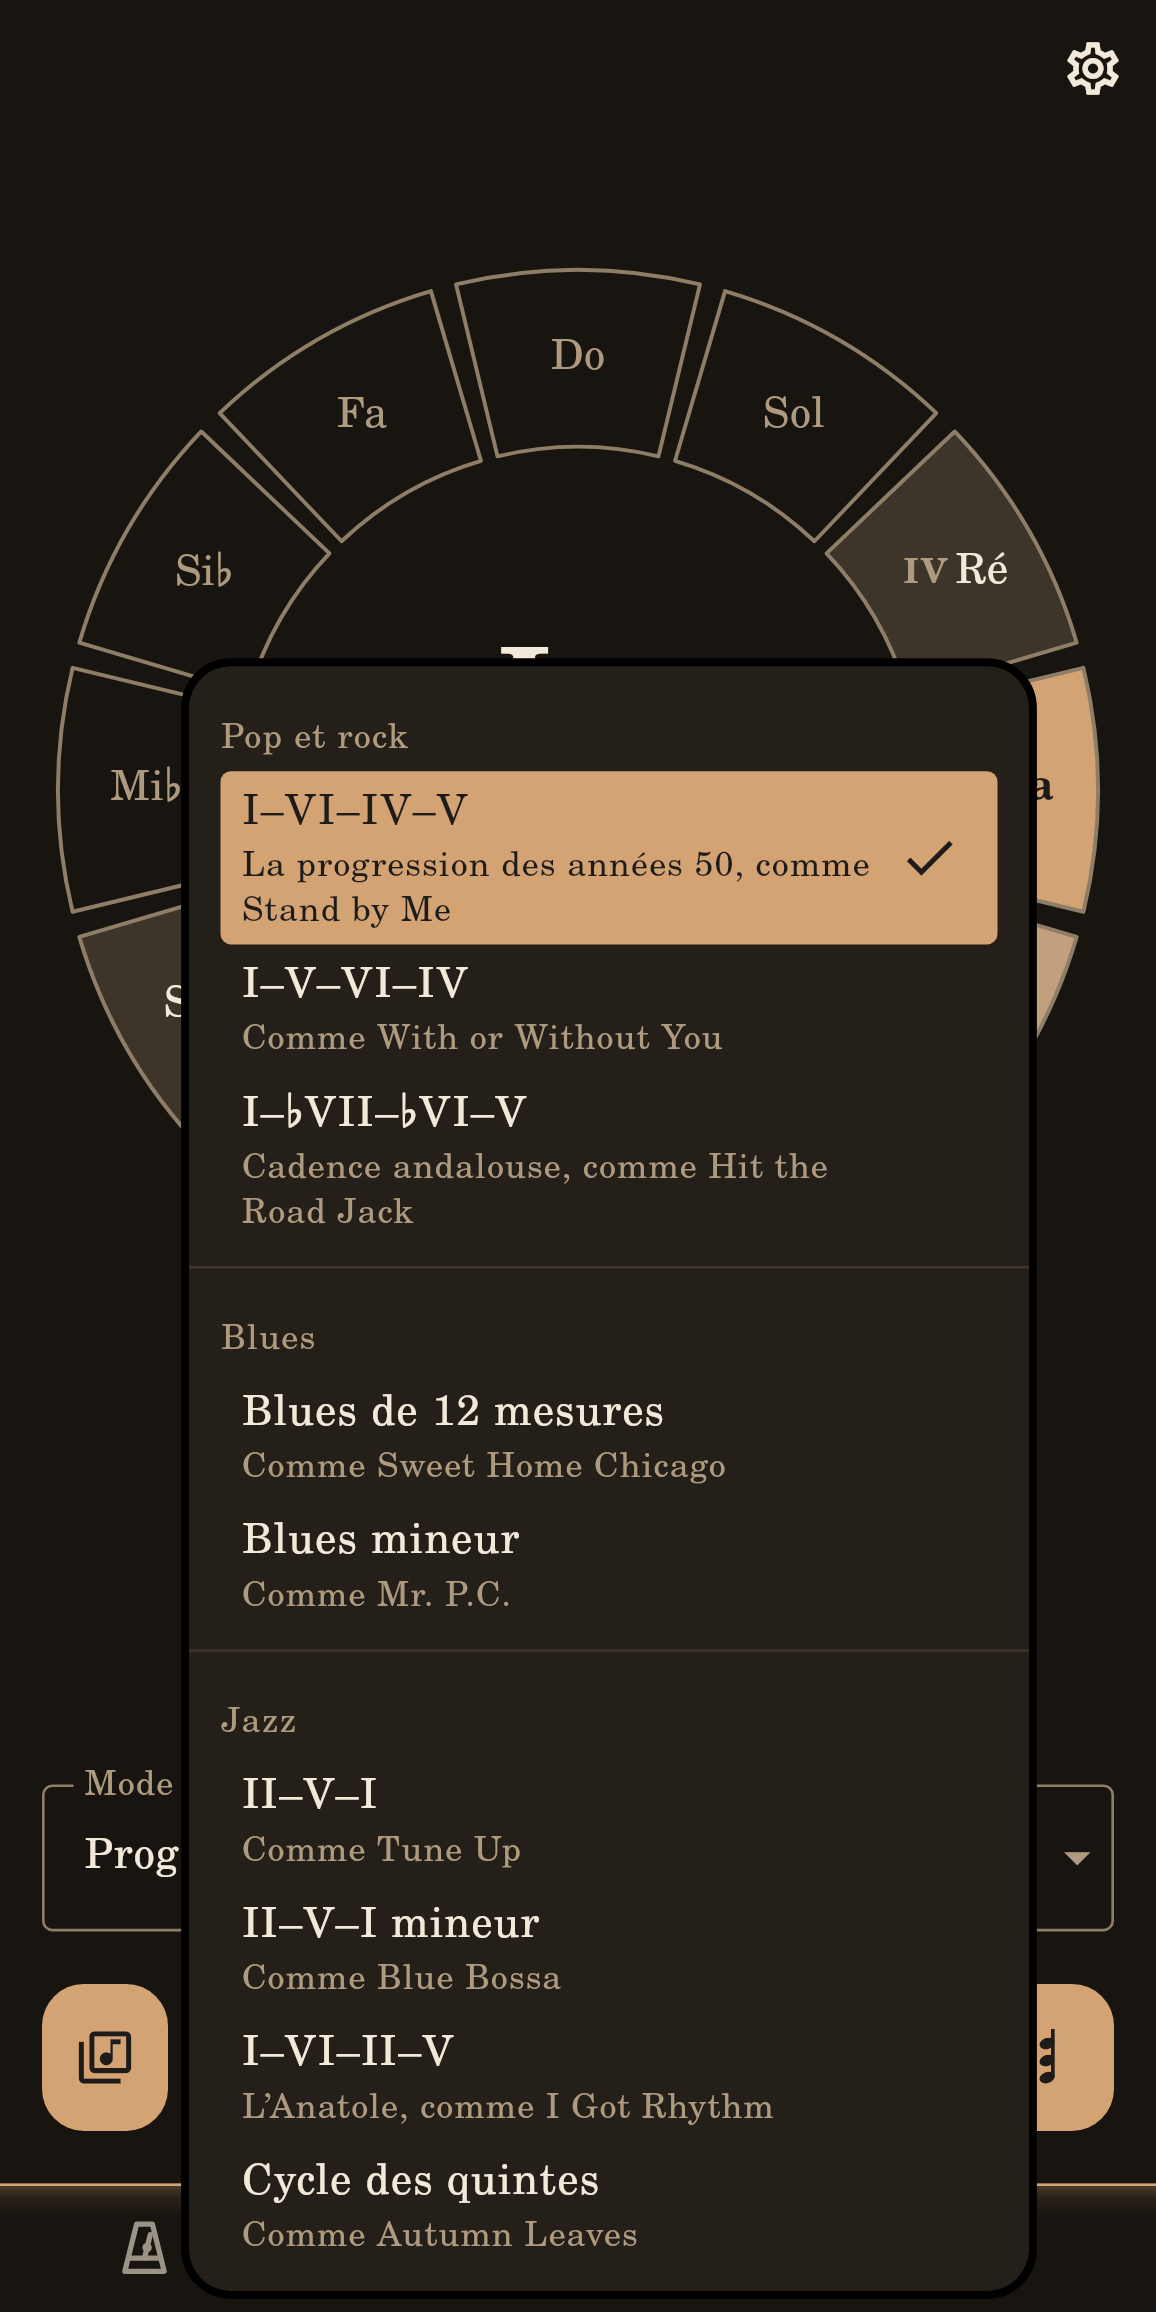 Do
Fa
Sol
Si♭
IV Ré
Mi♭
Pop et rock
I–VI–IV–V
La progression des années 50, comme
Stand by Me
I–V–VI–IV
Comme With or Without You
I–♭VII–♭VI–V
Cadence andalouse, comme Hit the
Road Jack
Blues
Blues de 12 mesures
Comme Sweet Home Chicago
Blues mineur
Comme Mr. P.C.
Jazz
II–V–I
Comme Tune Up
II–V–I mineur
Comme Blue Bossa
I–VI–II–V
L’Anatole, comme I Got Rhythm
Cycle des quintes
Comme Autumn Leaves
Mode
Prog